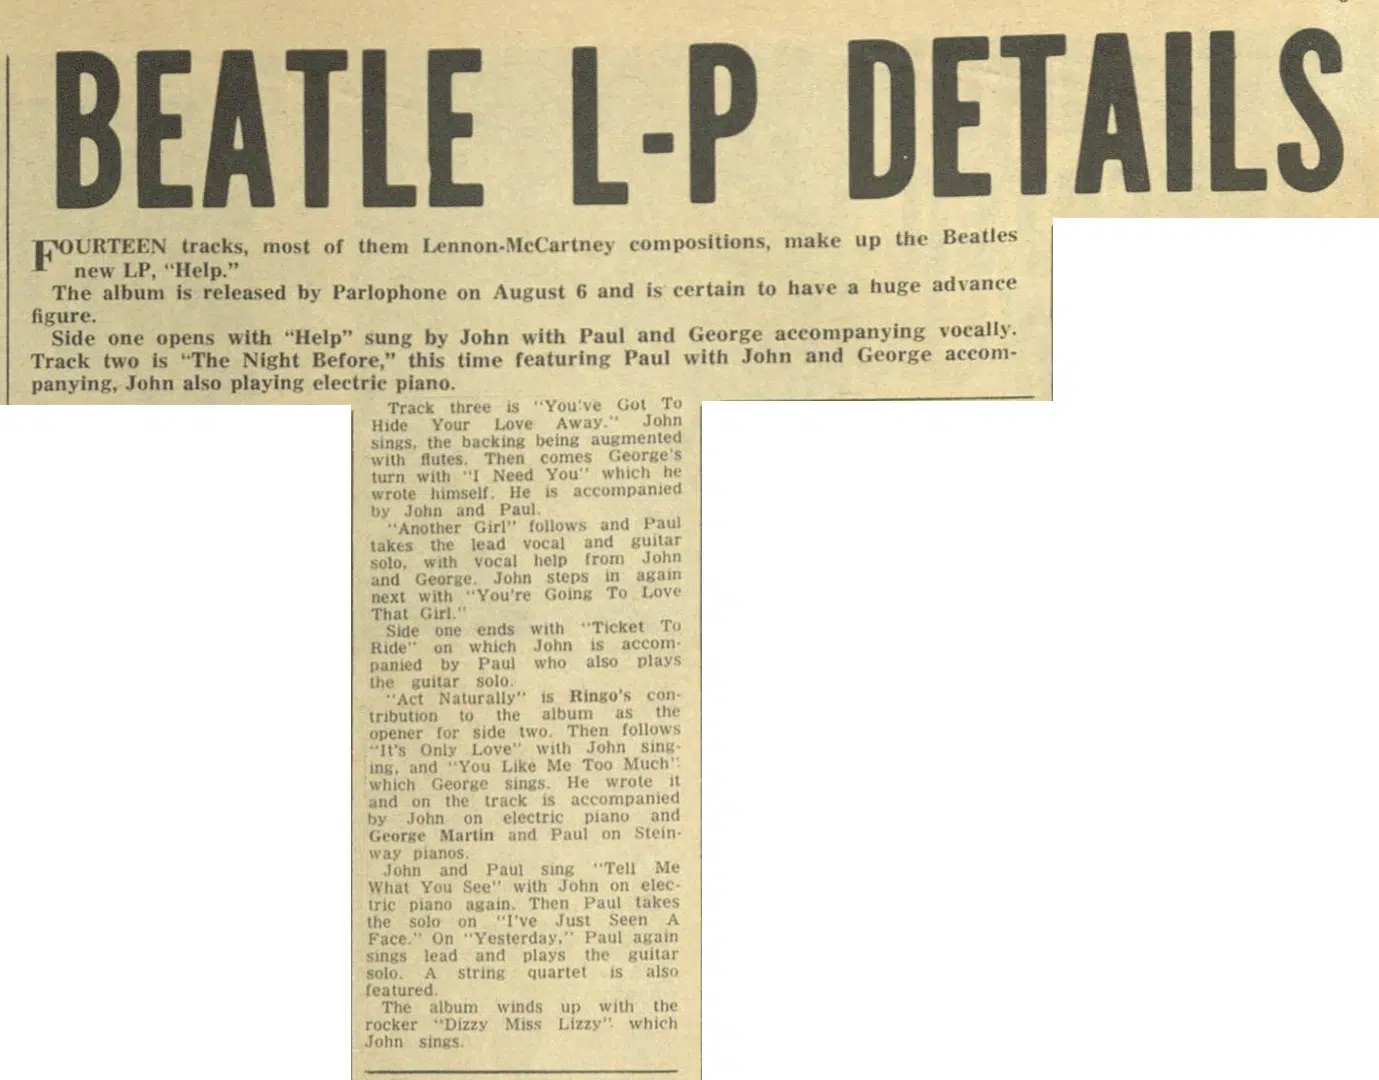 BEATLE L-P DETAILS
FOURTEEN tracks, most of them Lennon-McCartney compositions, make up the Beatles
new LP, “Help.”
The album is released by Parlophone on August 6 and is certain to have a huge advance
figure.
Side one opens with “Help” sung by John with Paul and George accompanying vocally.
Track two is “The Night Before,” this time featuring Paul with John and George accom-
panying, John also playing electric piano.
Track three is “You've Got To
Hide Your Love Away.” John
sings, the backing being augmented
with flutes. Then comes George's
turn with “I Need You” which he
wrote himself. He is accompanied
by John and Paul.
“Another Girl” follows and Paul
takes the lead vocal and guitar
solo, with vocal help from John
and George. John steps in again
next with “You're Going To Love
That Girl.”
Side one ends with “Ticket To
Ride” on which John is accom-
panied by Paul who also plays
the guitar solo.
“Act Naturally” is Ringo's con-
tribution to the album as the
opener for side two. Then follows
“It's Only Love” with John sing-
ing, and “You Like Me Too Much”
which George sings. He wrote it
and on the track is accompanied
by John on electric piano and
George Martin and Paul on Stein-
way pianos.
John and Paul sing “Tell Me
What You See” with John on elec-
tric piano again. Then Paul takes
the solo on “I've Just Seen A
Face.” On “Yesterday,” Paul again
sings lead and plays the guitar
solo. A string quartet is also
featured.
The album winds up with the
rocker “Dizzy Miss Lizzy” which
John sings.